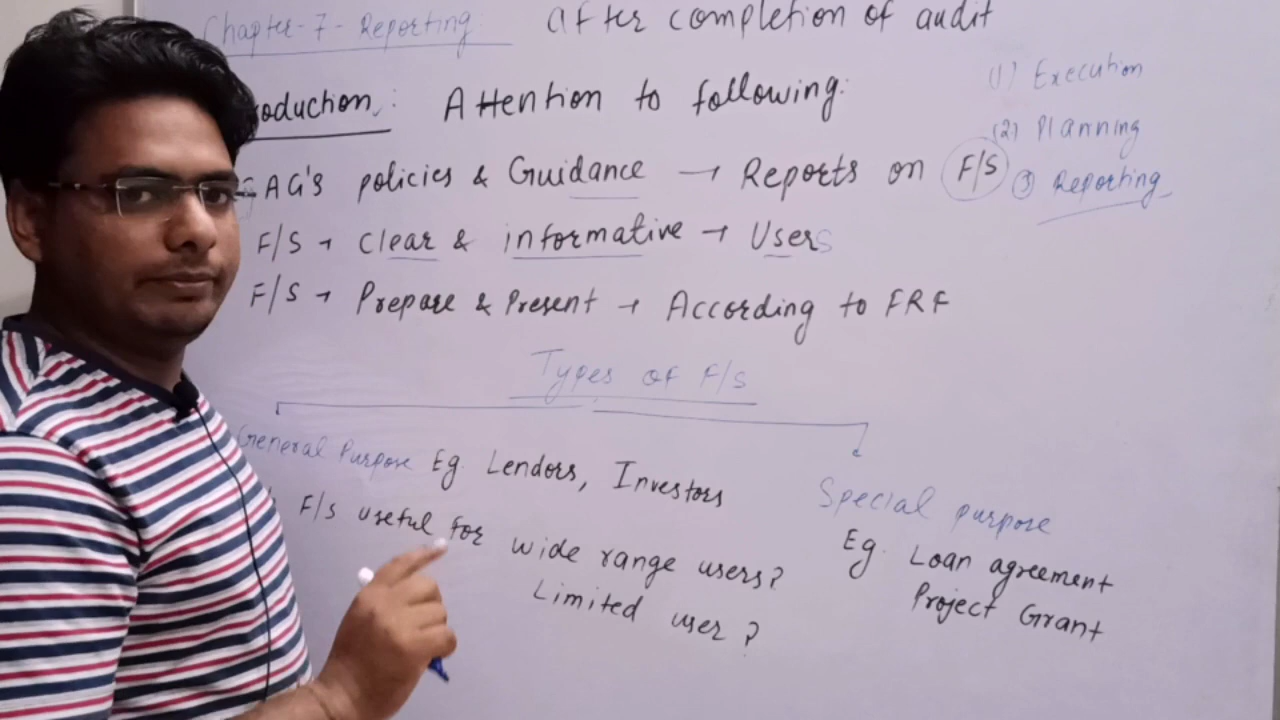 Chapter-7-Reporting after completion of audit
oduction: Attention to following:
(1) Execution
(2) Planning
(3) Reporting
AG's policies & Guidance → Reports on F/S
F/S → Clear & informative → Users
F/S → Prepare & Present → According to FRF
Types of F/S
General Purpose Eg. Lendors, Investors
F/s useful for wide range users?
Limited user?
Special purpose
Eg. Loan agreement
Project Grant